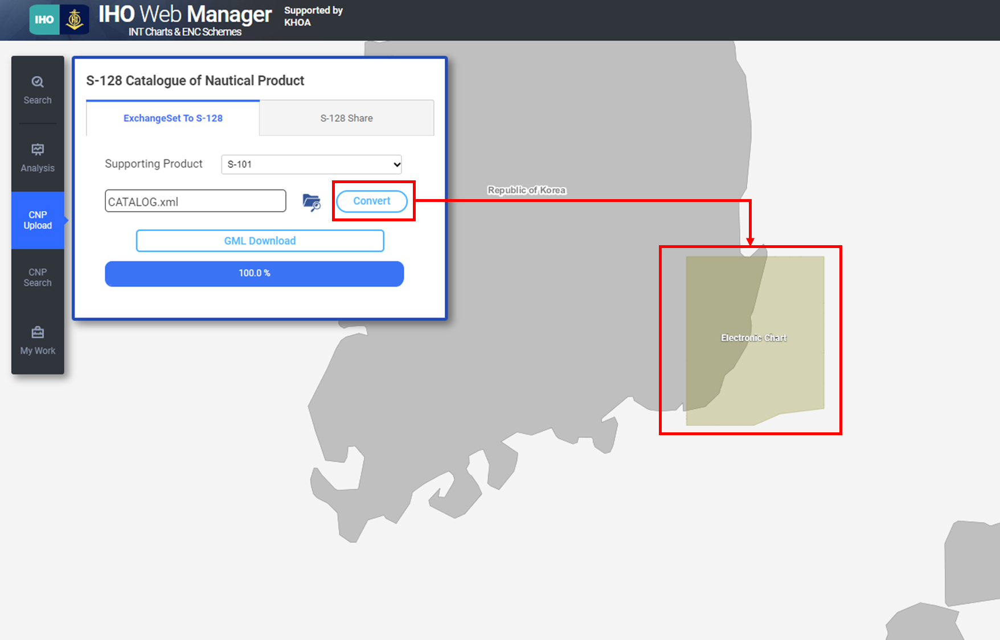 IHO
IHO Web Manager
INT Charts & ENC Schemes
Supported by
KHOA
Search
Analysis
CNP
Upload
CNP
Search
My Work
S-128 Catalogue of Nautical Product
ExchangeSet To S-128
S-128 Share
Supporting Product
S-101
CATALOG.xml
Convert
GML Download
100.0 %
Republic of Korea
Electronic Chart